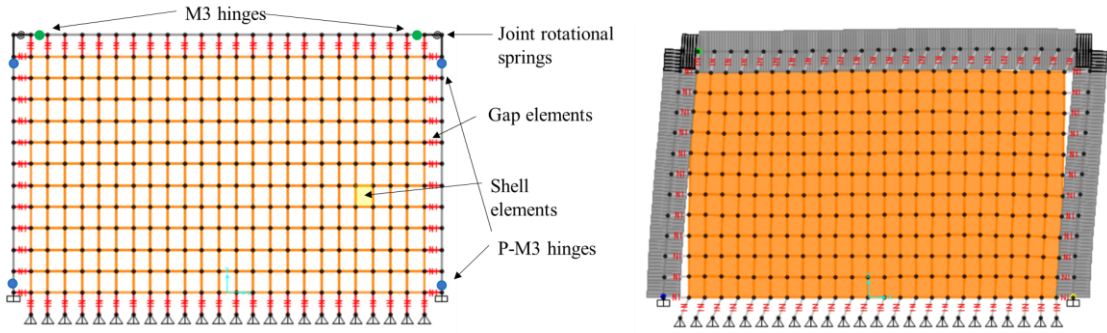 M3 hinges
Joint rotational
springs
Gap elements
Shell
elements
P-M3 hinges